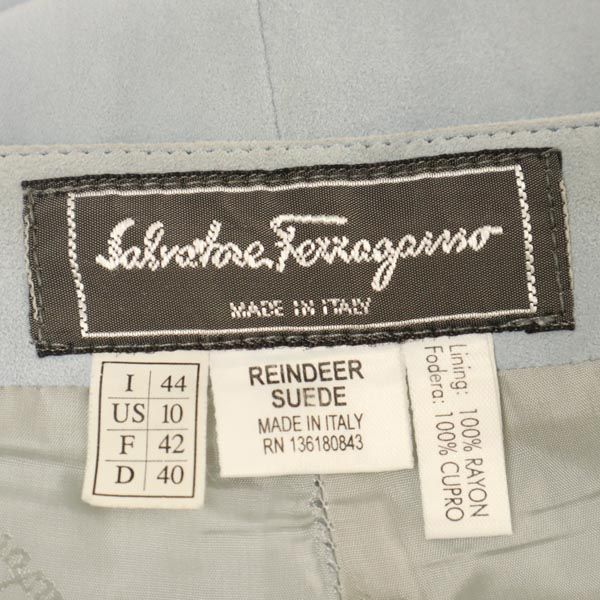 Salvatore Ferragamo
MADE IN ITALY
I 44
US 10
F 42
D 40
REINDEER
SUEDE
MADE IN ITALY
RN 136180843
Lining: 100% RAYON
Fodera: 100% CUPRO